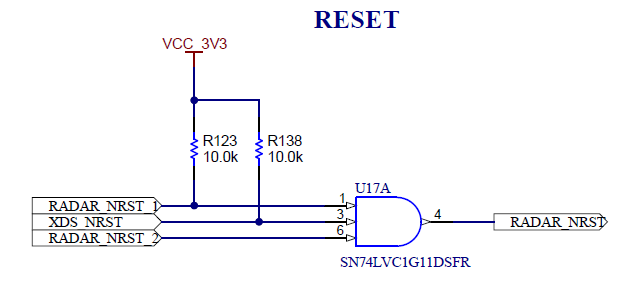 RESET
VCC_3V3
R123
10.0k
R138
10.0k
U17A
RADAR_NRST_1
1
XDS_NRST
3
4
RADAR_NRST
RADAR_NRST_2
6
SN74LVC1G11DSFR